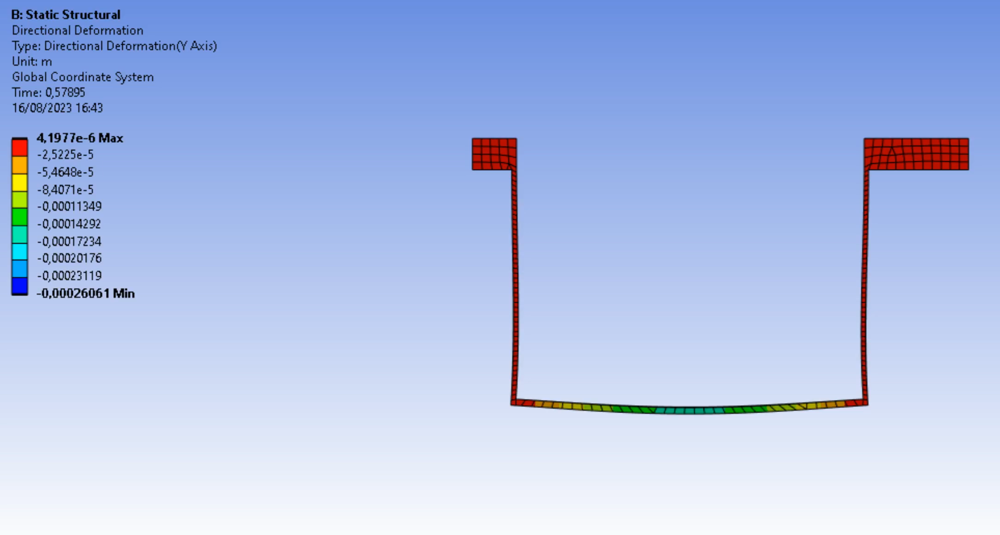 B: Static Structural
Directional Deformation
Type: Directional Deformation(Y Axis)
Unit: m
Global Coordinate System
Time: 0,57895
16/08/2023 16:43
4,1977e-6 Max
-2,5225e-5
-5,4648e-5
-8,4071e-5
-0,00011349
-0,00014292
-0,00017234
-0,00020176
-0,00023119
-0,00026061 Min